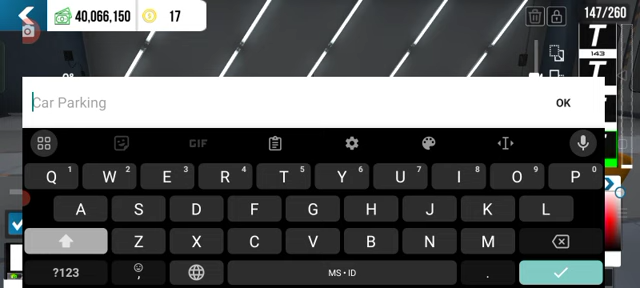 40,066,150 17 147/260
T
143
T
Car Parking OK
GIF
Q 1 W 2 E 3 R 4 T 5 Y 6 U 7 I 8 O 9 P 0
A S D F G H J K L
Z X C V B N M
?123 , MS • ID .